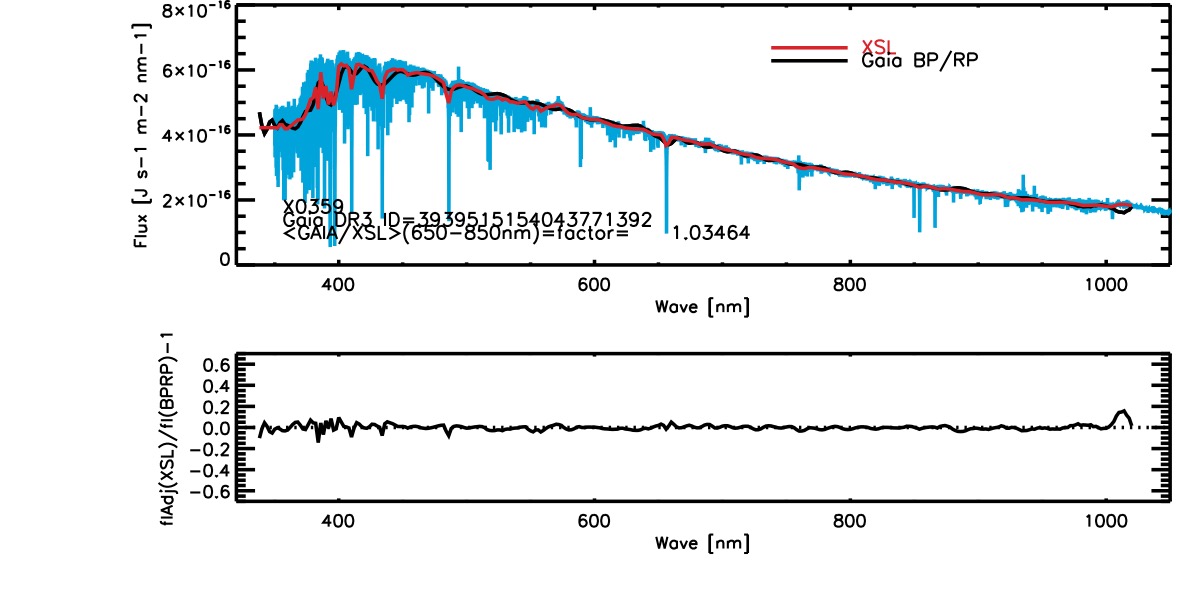 8×10−16
6×10−16
4×10−16
2×10−16
0
Flux [J s−1 m−2 nm−1]
XSL
Gaia BP/RP
X0359
Gaia DR3 ID=3939515154043771392
<GAIA/XSL>(650−850nm)=factor= 1.03464
400 600 800 1000
Wave [nm]
flAdj(XSL)/fl(BPRP)−1
0.6
0.4
0.2
0.0
−0.2
−0.4
−0.6
400 600 800 1000
Wave [nm]